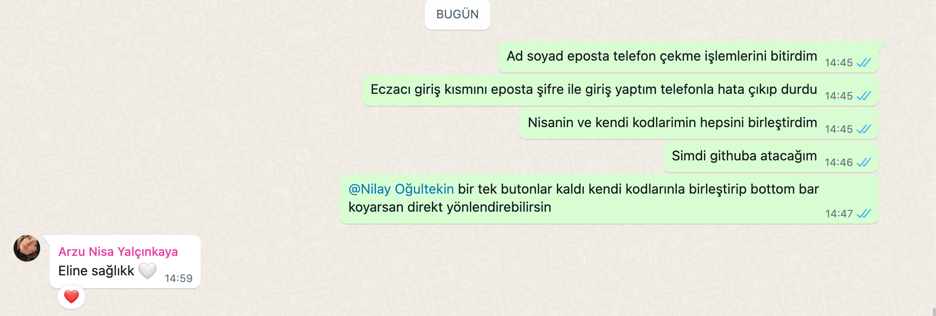 BUGÜN
Ad soyad eposta telefon çekme işlemlerini bitirdim 14:45
Eczacı giriş kısmını eposta şifre ile giriş yaptım telefonla hata çıkıp durdu 14:45
Nisanin ve kendi kodlarimin hepsini birleştirdim 14:45
Simdi githuba atacağım 14:46
@Nilay Oğultekin bir tek butonlar kaldı kendi kodlarınla birleştirip bottom bar
koyarsan direkt yönlendirebilirsin 14:47
Arzu Nisa Yalçınkaya
Eline sağlıkk 🤍 14:59
❤️